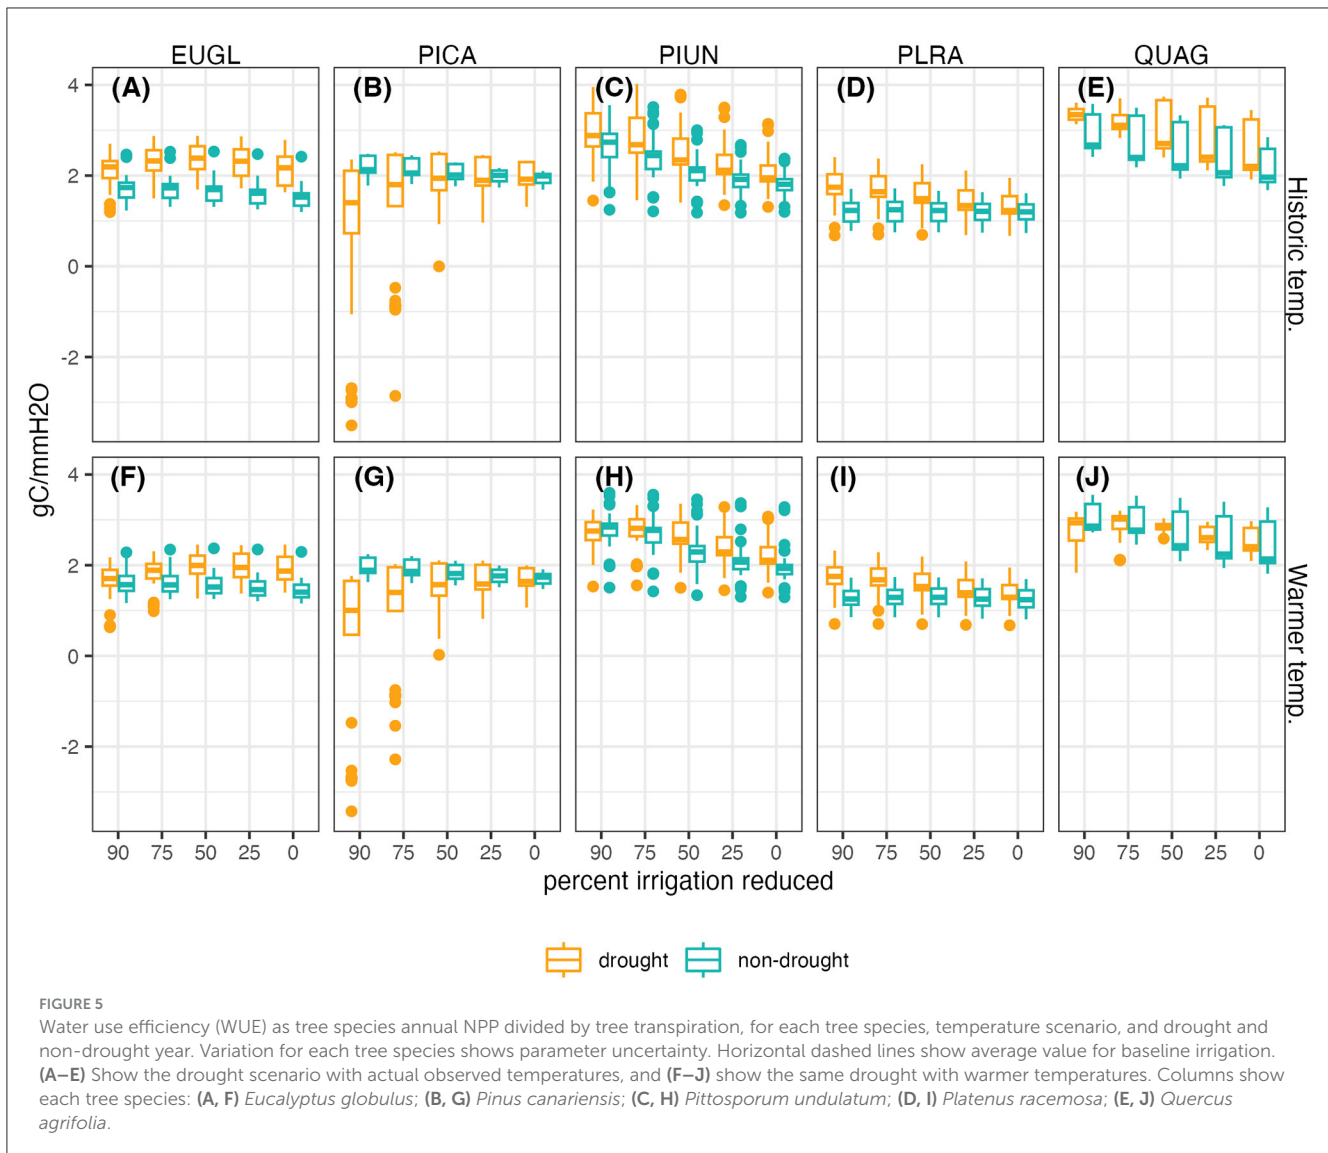 EUGL PICA PIUN PLRA QUAG
(A) (B) (C) (D) (E)
4
2
0
-2
Historic temp.
gC/mmH2O
(F) (G) (H) (I) (J)
4
2
0
-2
Warmer temp.
90 75 50 25 0 90 75 50 25 0 90 75 50 25 0 90 75 50 25 0 90 75 50 25 0
percent irrigation reduced
drought non-drought
FIGURE 5
Water use efficiency (WUE) as tree species annual NPP divided by tree transpiration, for each tree species, temperature scenario, and drought and
non-drought year. Variation for each tree species shows parameter uncertainty. Horizontal dashed lines show average value for baseline irrigation.
(A–E) Show the drought scenario with actual observed temperatures, and (F–J) show the same drought with warmer temperatures. Columns show
each tree species: (A, F) Eucalyptus globulus; (B, G) Pinus canariensis; (C, H) Pittosporum undulatum; (D, I) Platenus racemosa; (E, J) Quercus
agrifolia.